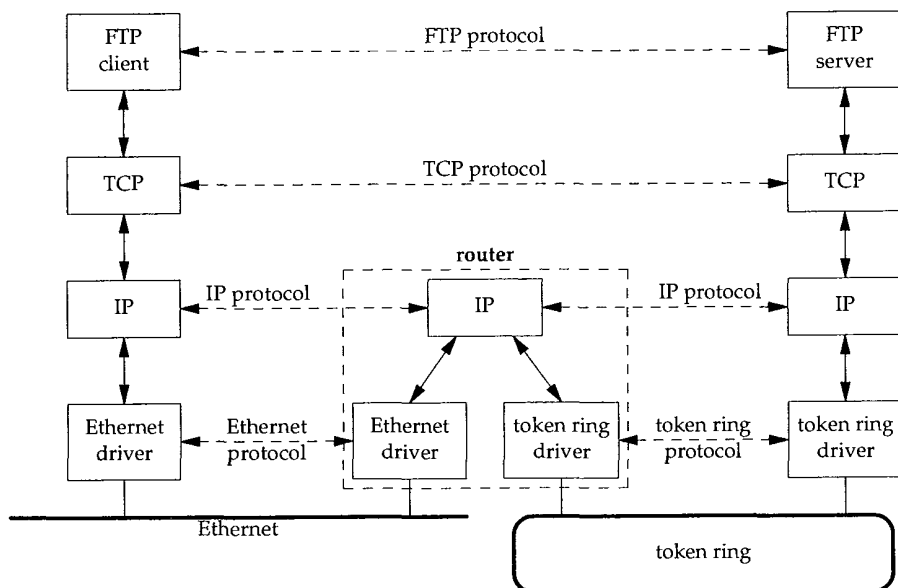 FTP
client
FTP protocol
FTP
server
TCP
TCP protocol
TCP
router
IP
IP protocol
IP
IP protocol
IP
Ethernet
driver
Ethernet
protocol
Ethernet
driver
token ring
driver
token ring
protocol
token ring
driver
Ethernet
token ring